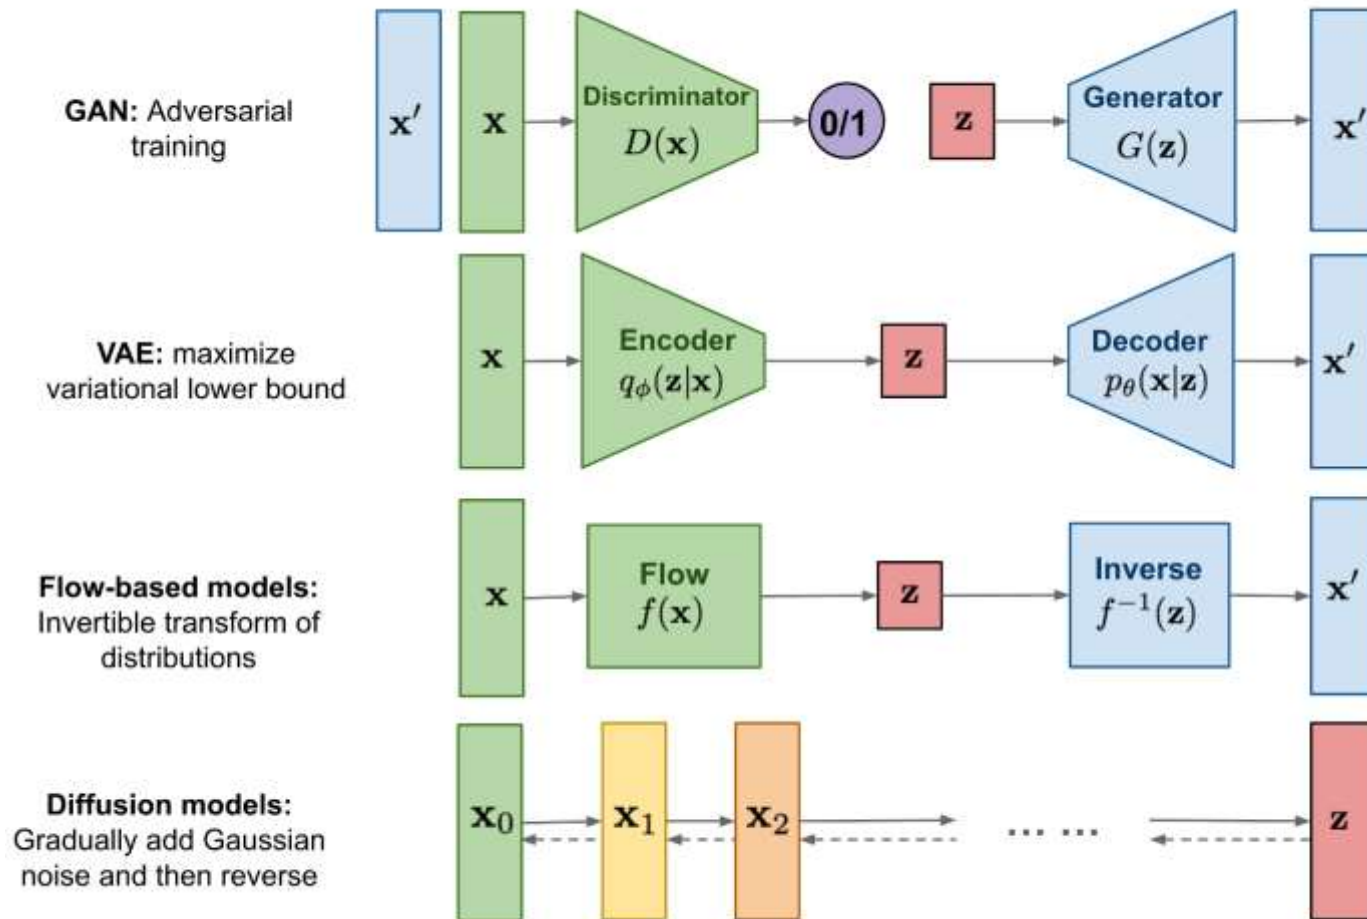 GAN: Adversarial
training
x′
x
Discriminator
D(x)
0/1
z
Generator
G(z)
x′
VAE: maximize
variational lower bound
x
Encoder
qϕ(z|x)
z
Decoder
pθ(x|z)
x′
Flow-based models:
Invertible transform of
distributions
x
Flow
f(x)
z
Inverse
f⁻¹(z)
x′
Diffusion models:
Gradually add Gaussian
noise and then reverse
x₀
x₁
x₂
... ...
z